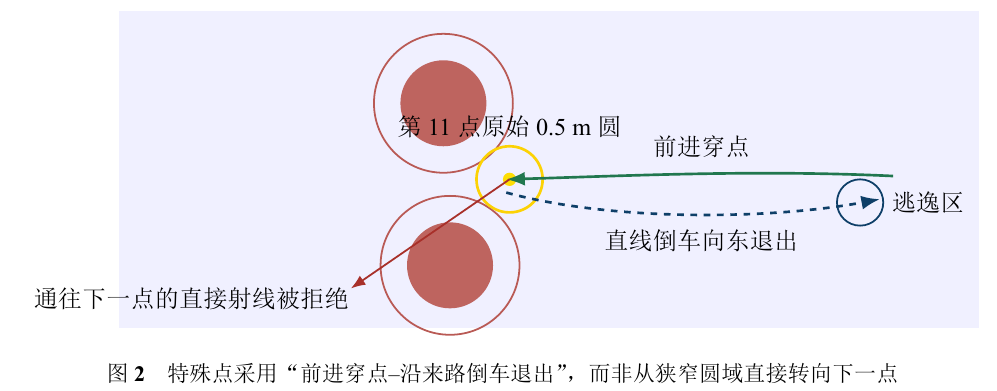 第 11 点原始 0.5 m 圆
前进穿点
逃逸区
直线倒车向东退出
通往下一点的直接射线被拒绝
图 2 特殊点采用“前进穿点–沿来路倒车退出”，而非从狭窄圆域直接转向下一点